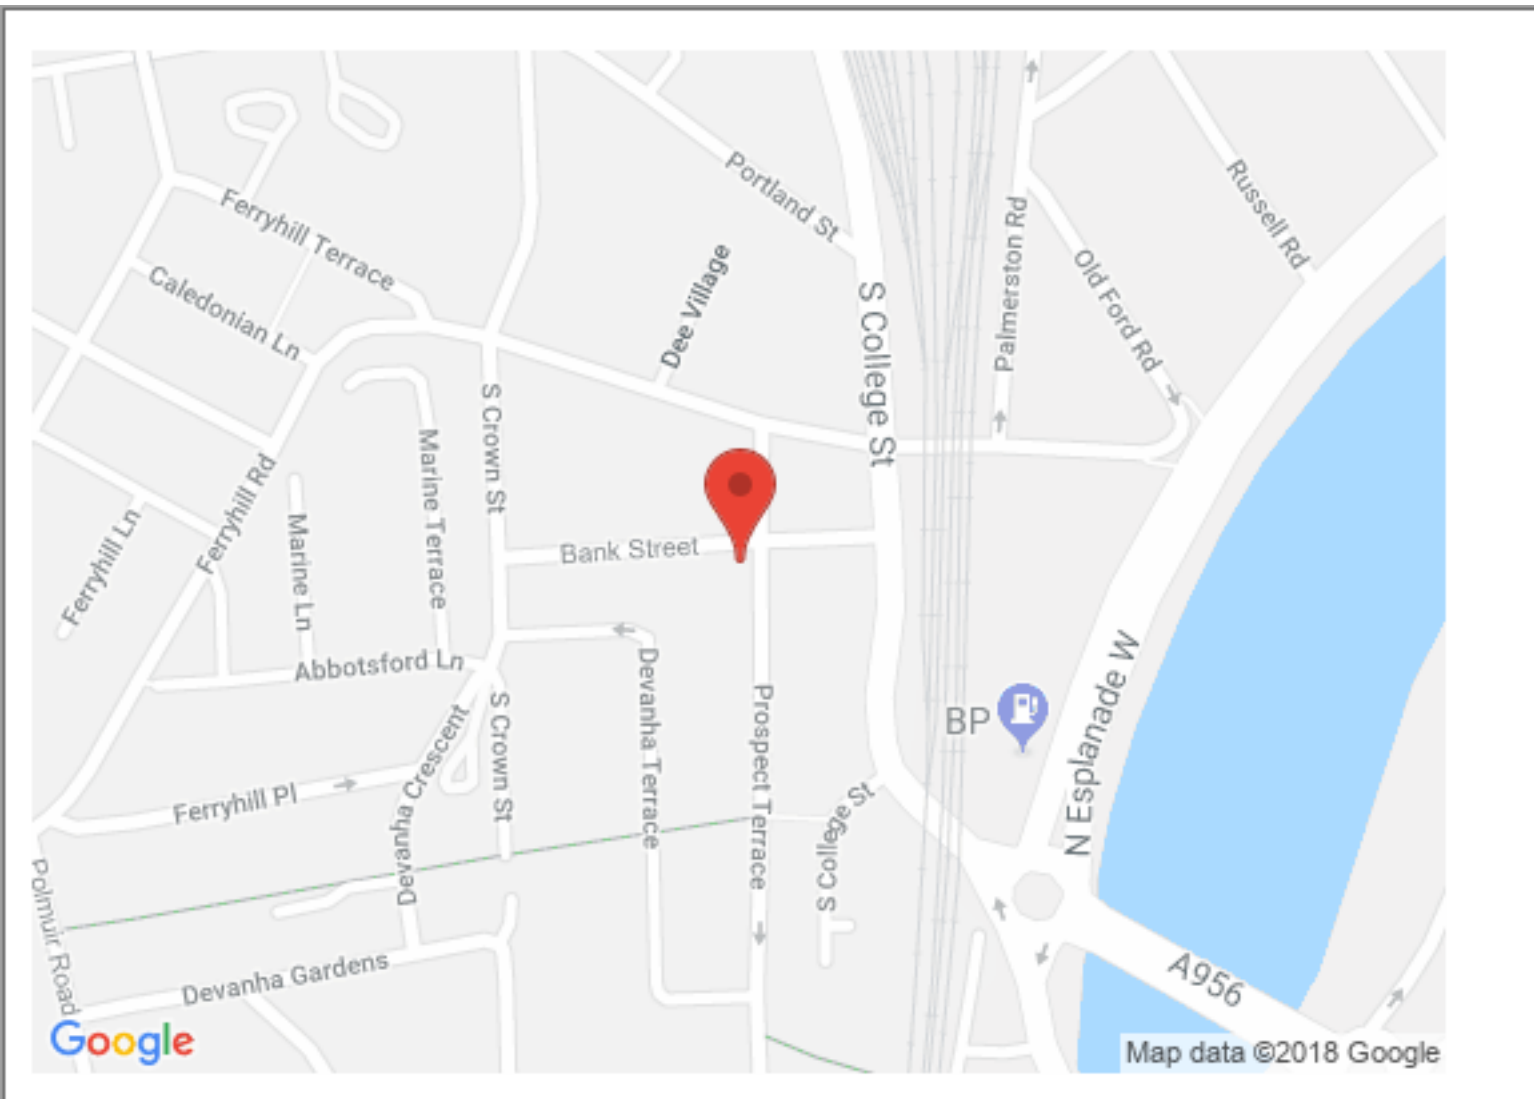 Portland St
Russell Rd
Ferryhill Terrace
Palmerston Rd
Dee Village
Old Ford Rd
Caledonian Ln
S College St
S Crown St
Marine Terrace
Ferryhill Rd
Ferryhill Ln
Marine Ln
Bank Street
N Esplanade W
Abbotsford Ln
Devanha Terrace
Prospect Terrace
S Crown St
BP
Devanha Crescent
Ferryhill Pl
S College St
Polmuir Road
Devanha Gardens
A956
Google
Map data ©2018 Google